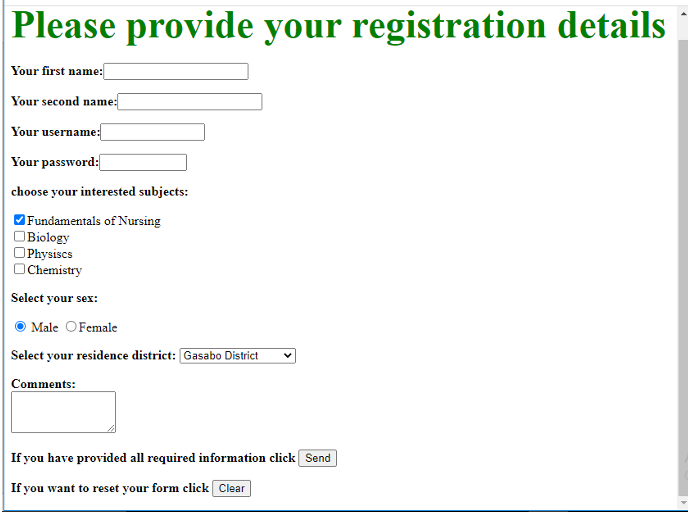 Please provide your registration details
Your first name:
Your second name:
Your username:
Your password:
choose your interested subjects:
Fundamentals of Nursing
Biology
Physiscs
Chemistry
Select your sex:
Male Female
Select your residence district: Gasabo District
Comments:
If you have provided all required information click Send
If you want to reset your form click Clear